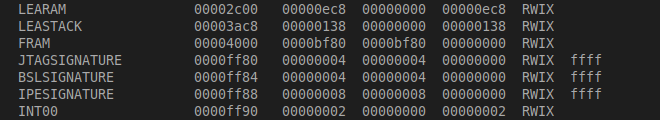 LEARAM 00002c00 00000ec8 00000000 00000ec8 RWIX
LEASTACK 00003ac8 00000138 00000000 00000138 RWIX
FRAM 00004000 0000bf80 0000bf80 00000000 RWIX
JTAGSIGNATURE 0000ff80 00000004 00000004 00000000 RWIX ffff
BSLSIGNATURE 0000ff84 00000004 00000004 00000000 RWIX ffff
IPESIGNATURE 0000ff88 00000008 00000008 00000000 RWIX ffff
INT00 0000ff90 00000002 00000000 00000002 RWIX